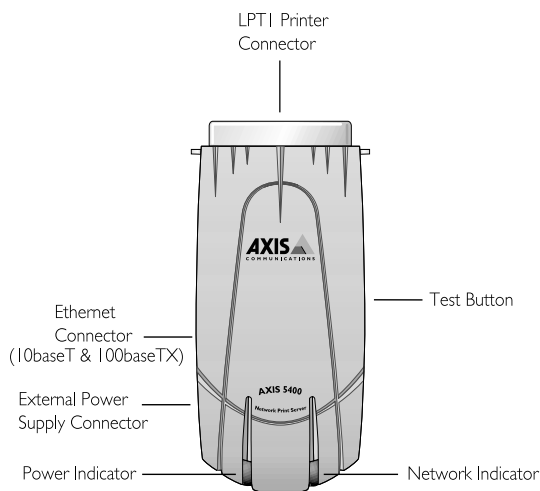 LPT1 Printer
Connector
AXIS
COMMUNICATIONS
Test Button
Ethernet
Connector
(10baseT & 100baseTX)
AXIS 5400
Network Print Server
External Power
Supply Connector
Power Indicator
Network Indicator